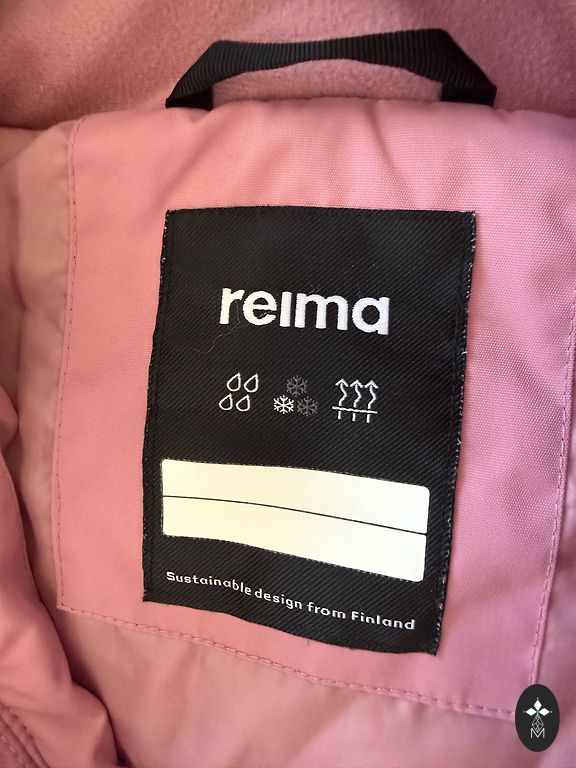 reima
Sustainable design from Finland
M